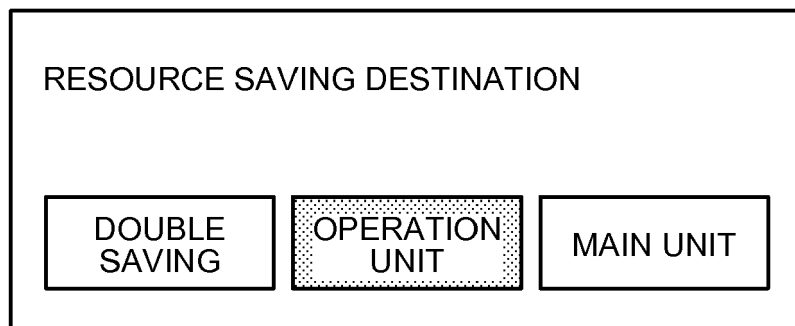 RESOURCE SAVING DESTINATION
DOUBLE
SAVING
OPERATION
UNIT
MAIN UNIT